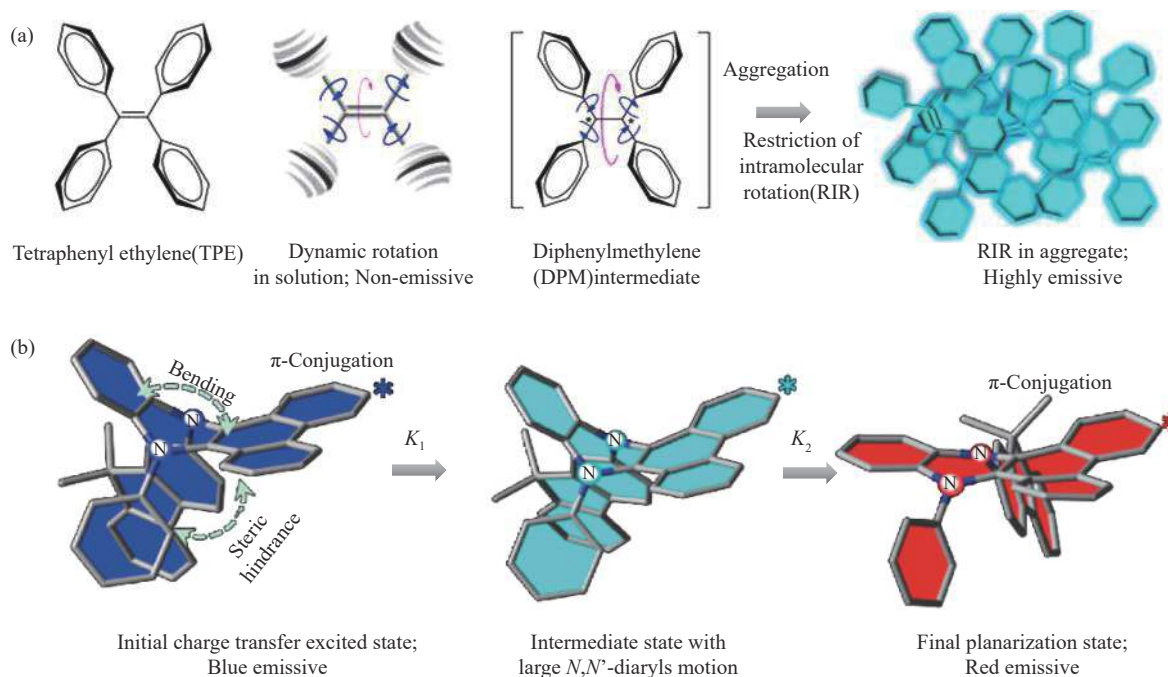 (a)
Aggregation
Restriction of
intramolecular
rotation(RIR)
Tetraphenyl ethylene(TPE)
Dynamic rotation
in solution; Non-emissive
Diphenylmethylene
(DPM)intermediate
RIR in aggregate;
Highly emissive
(b)
π-Conjugation
Bending
N
N
Steric
hindrance
K1
N
N
K2
π-Conjugation
N
N
Initial charge transfer excited state;
Blue emissive
Intermediate state with
large N,N’-diaryls motion
Final planarization state;
Red emissive